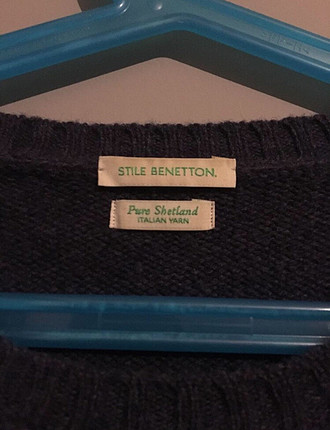 STILE BENETTON.
Pure Shetland
ITALIAN YARN